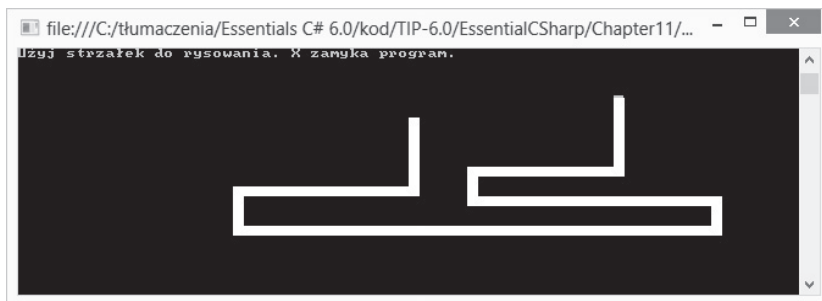 file:///C:/tłumaczenia/Essentials C# 6.0/kod/TIP-6.0/EssentialCSharp/Chapter11/...
Użyj strzałek do rysowania. X zamyka program.